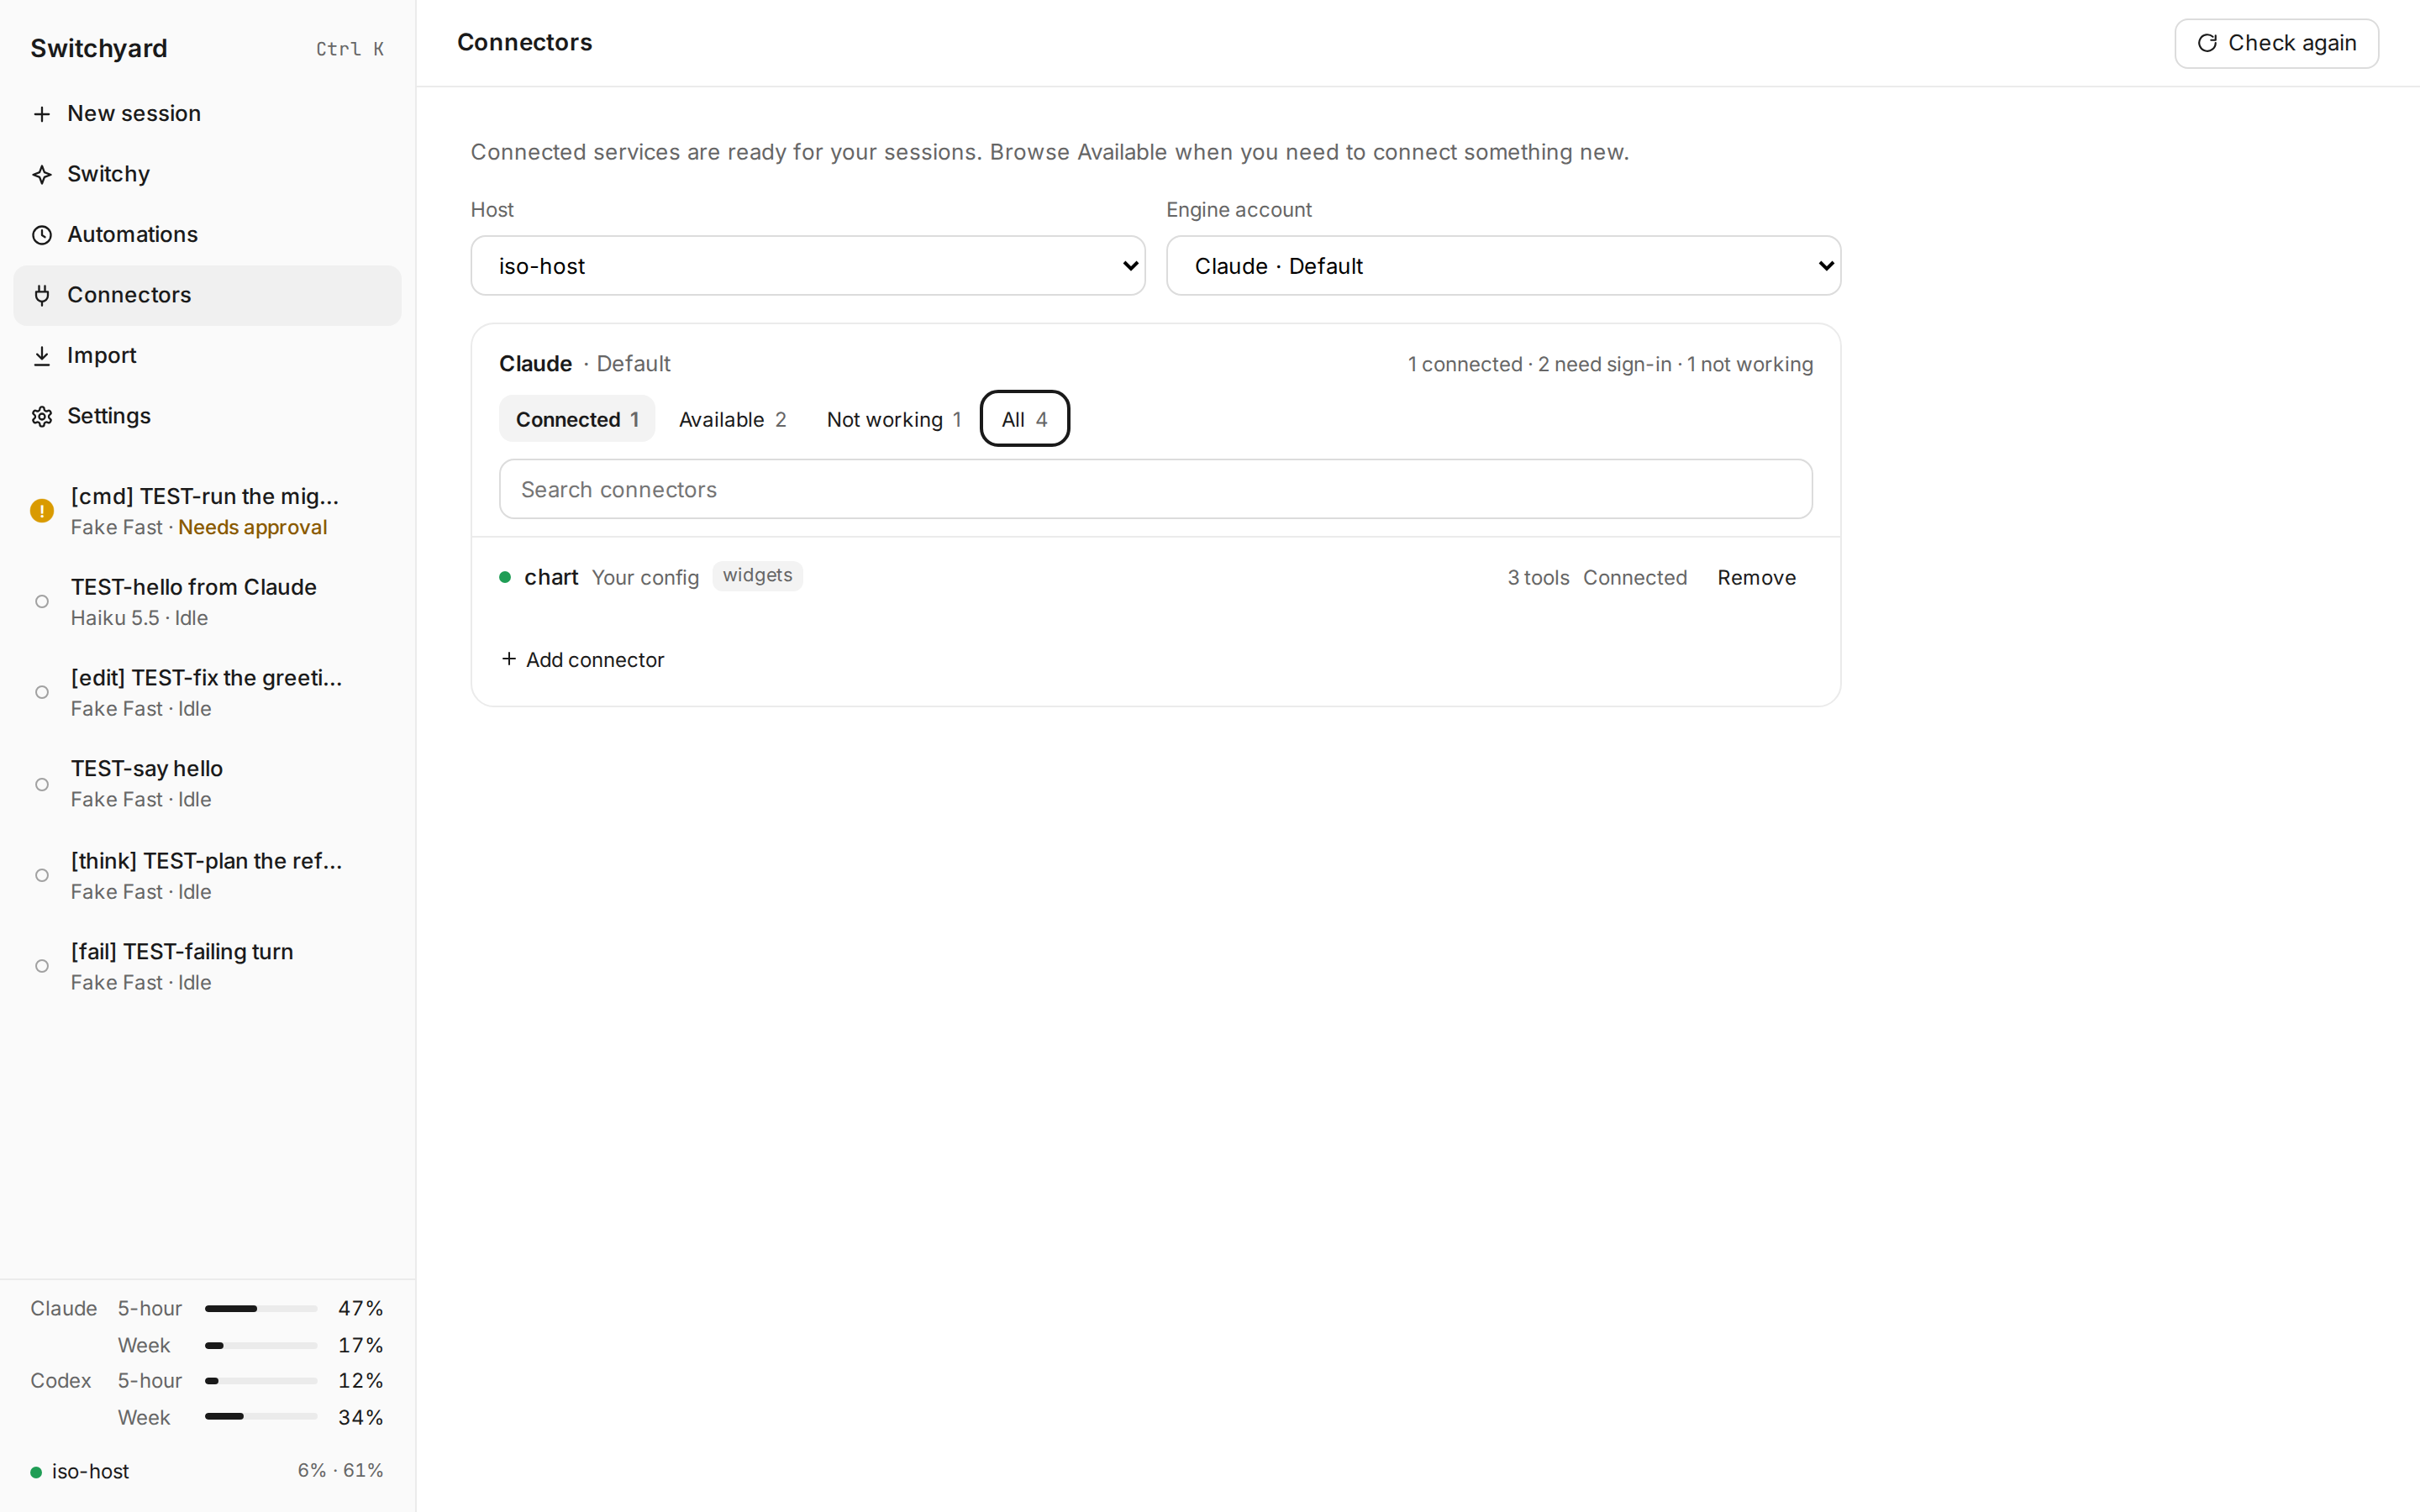 Switchyard Ctrl K
New session
Switchy
Automations
Connectors
Import
Settings
! [cmd] TEST-run the mig...
Fake Fast · Needs approval
TEST-hello from Claude
Haiku 5.5 · Idle
[edit] TEST-fix the greeti...
Fake Fast · Idle
TEST-say hello
Fake Fast · Idle
[think] TEST-plan the ref...
Fake Fast · Idle
[fail] TEST-failing turn
Fake Fast · Idle
Claude 5-hour 47%
Week 17%
Codex 5-hour 12%
Week 34%
iso-host 6% · 61%
Connectors Check again
Connected services are ready for your sessions. Browse Available when you need to connect something new.
Host Engine account
iso-host Claude · Default
Claude · Default 1 connected · 2 need sign-in · 1 not working
Connected 1 Available 2 Not working 1 All 4
Search connectors
chart Your config widgets 3 tools Connected Remove
Add connector